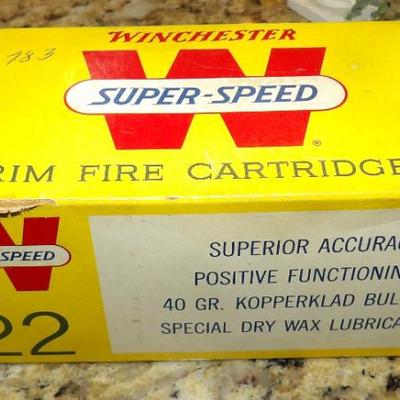 WINCHESTER
783
W
SUPER-SPEED
®
RIM FIRE CARTRIDGE
W
SPEED
22
SUPERIOR ACCURAC
POSITIVE FUNCTIONIN
40 GR. KOPPERKLAD BUL
SPECIAL DRY WAX LUBRICA